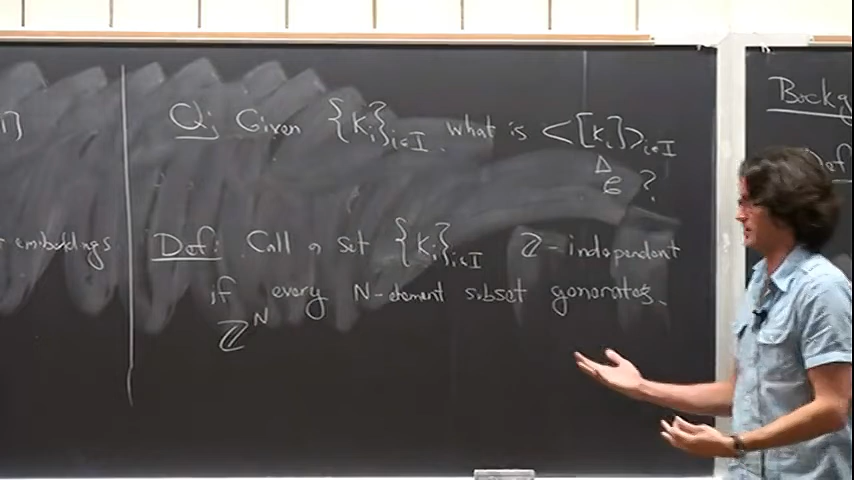 Q: Given {K_i}_{i∈I}, what is <[K_i]>_{i∈I}
Δ
C ?
embeddings
Def: Call a set {K_i}_{i∈I} ℤ-independent
if every N-element subset generates
ℤ^N
Backg
Def